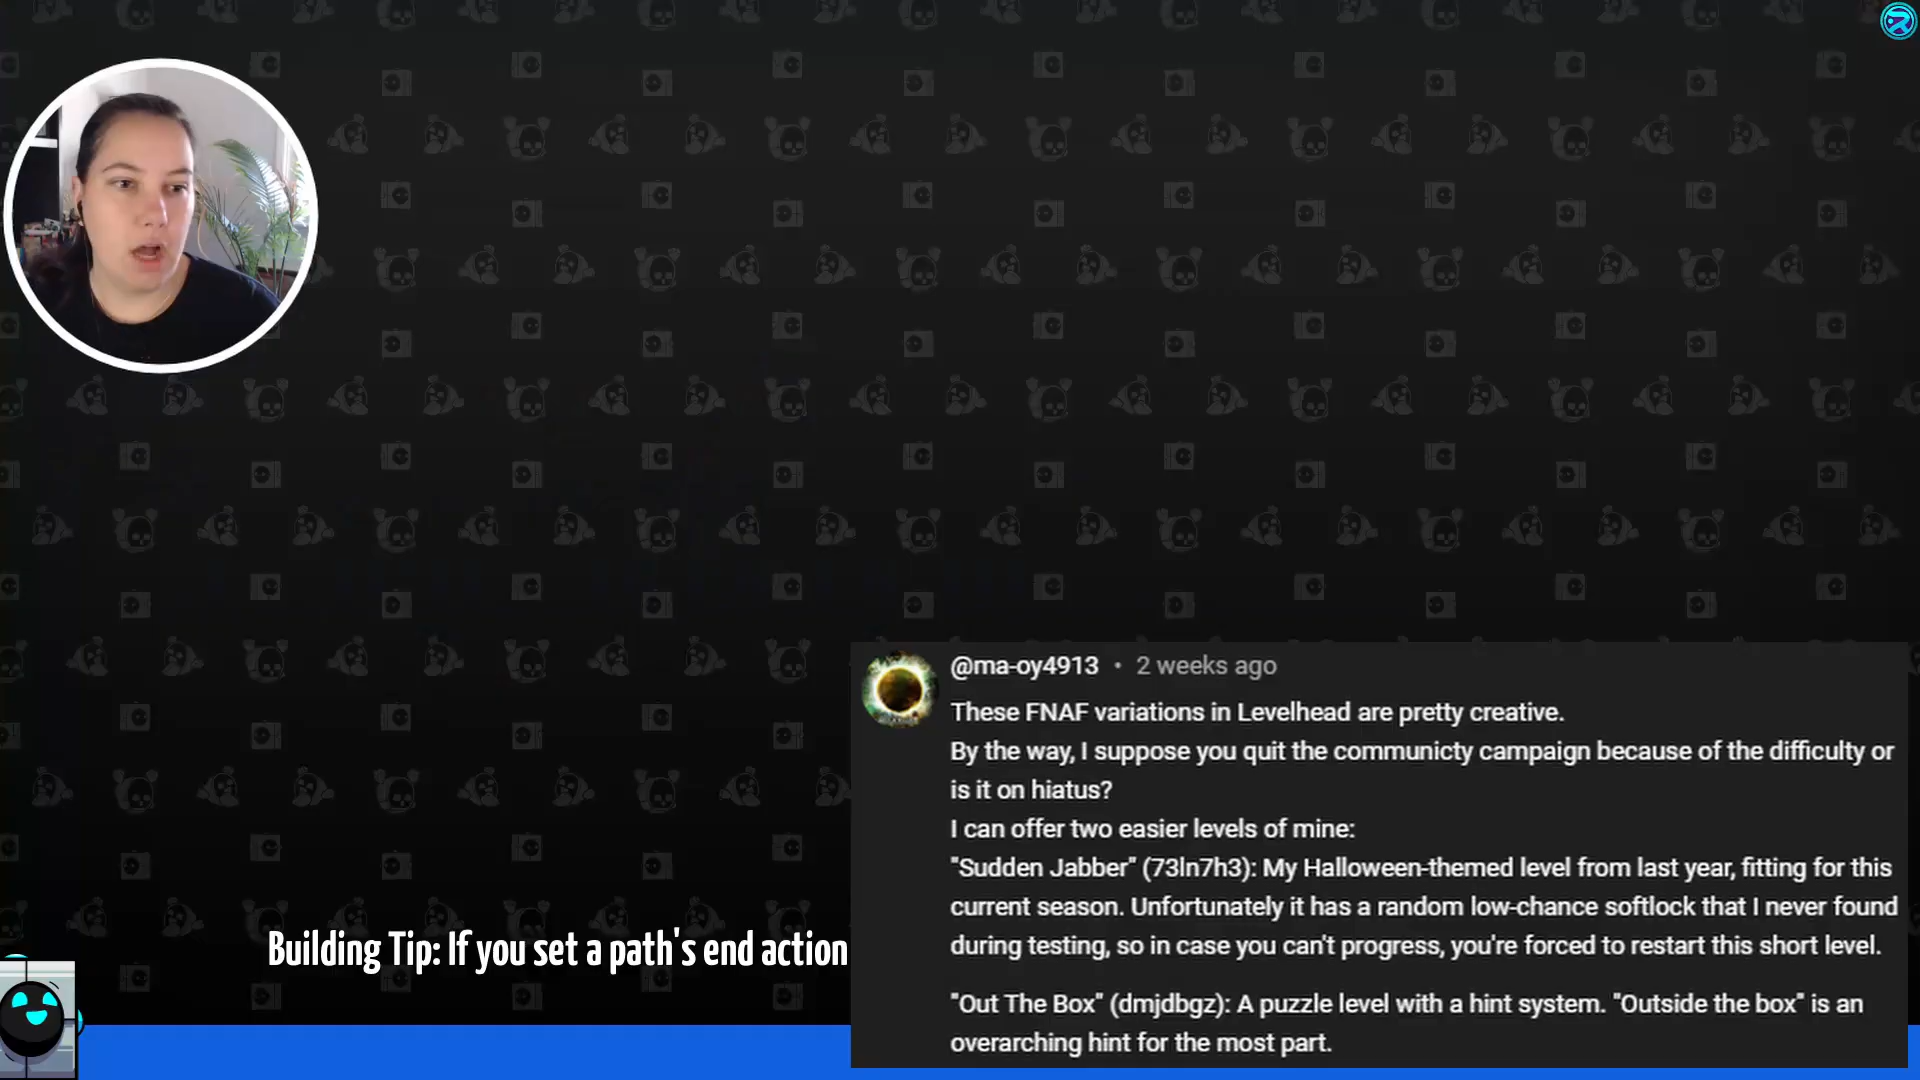 @ma-oy4913 • 2 weeks ago
These FNAF variations in Levelhead are pretty creative.
By the way, I suppose you quit the communicty campaign because of the difficulty or
is it on hiatus?
I can offer two easier levels of mine:
"Sudden Jabber" (73ln7h3): My Halloween-themed level from last year, fitting for this
current season. Unfortunately it has a random low-chance softlock that I never found
during testing, so in case you can't progress, you're forced to restart this short level.
"Out The Box" (dmjdbgz): A puzzle level with a hint system. "Outside the box" is an
overarching hint for the most part.
Building Tip: If you set a path's end action